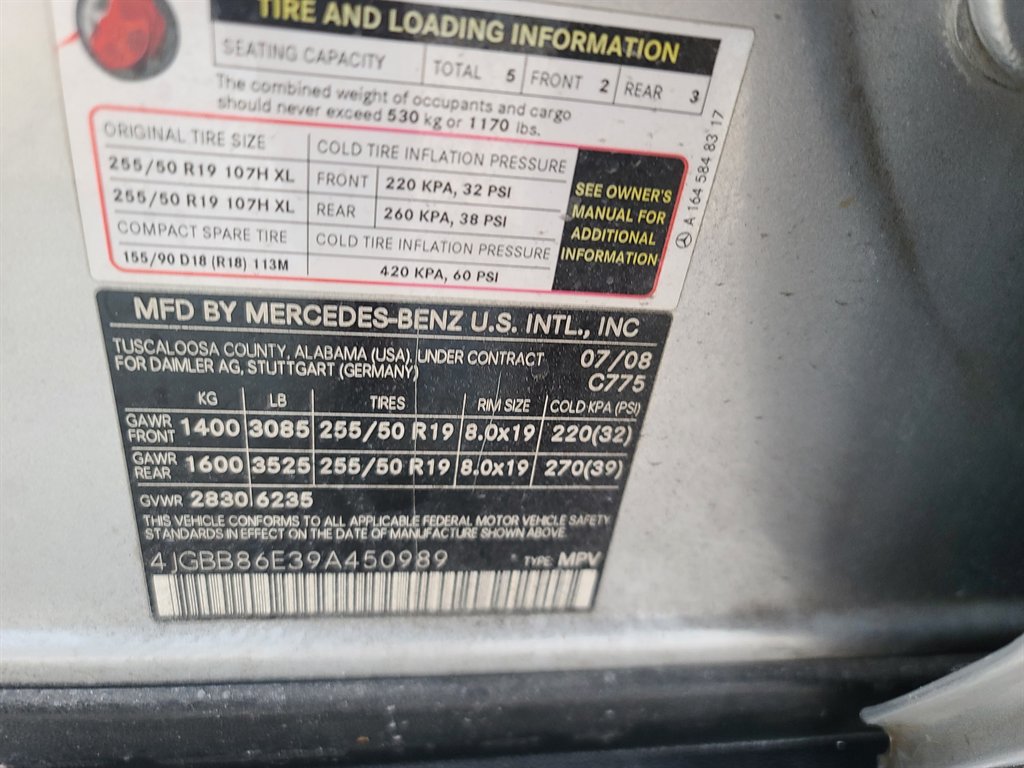 TIRE AND LOADING INFORMATION
SEATING CAPACITY TOTAL 5 FRONT 2 REAR 3
The combined weight of occupants and cargo
should never exceed 530 kg or 1170 lbs.
ORIGINAL TIRE SIZE COLD TIRE INFLATION PRESSURE
255/50 R19 107H XL FRONT 220 KPA, 32 PSI
255/50 R19 107H XL REAR 260 KPA, 38 PSI
COMPACT SPARE TIRE COLD TIRE INFLATION PRESSURE
155/90 D18 (R18) 113M 420 KPA, 60 PSI
SEE OWNER'S
MANUAL FOR
ADDITIONAL
INFORMATION
A 164 584 83 17
MFD BY MERCEDES-BENZ U.S. INTL., INC
TUSCALOOSA COUNTY, ALABAMA (USA), UNDER CONTRACT 07/08
FOR DAIMLER AG, STUTTGART (GERMANY) C775
KG LB TIRES RIM SIZE COLD KPA (PSI)
GAWR FRONT 1400 3085 255/50 R19 8.0x19 220(32)
GAWR REAR 1600 3525 255/50 R19 8.0x19 270(39)
GVWR 2830 6235
THIS VEHICLE CONFORMS TO ALL APPLICABLE FEDERAL MOTOR VEHICLE SAFETY
STANDARDS IN EFFECT ON THE DATE OF MANUFACTURE SHOWN ABOVE.
4JGBB86E39A450989 TYPE: MPV